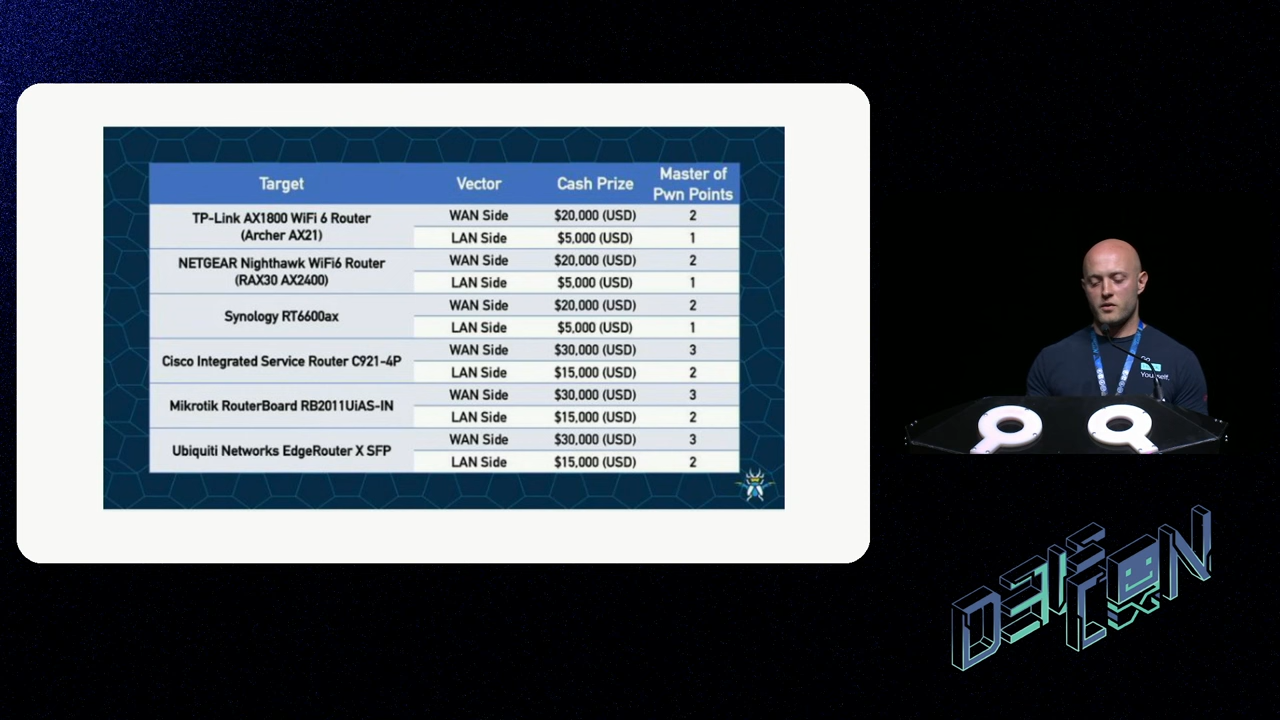 Target Vector Cash Prize Master of Pwn Points
TP-Link AX1800 WiFi 6 Router (Archer AX21) WAN Side $20,000 (USD) 2
LAN Side $5,000 (USD) 1
NETGEAR Nighthawk WiFi6 Router (RAX30 AX2400) WAN Side $20,000 (USD) 2
LAN Side $5,000 (USD) 1
Synology RT6600ax WAN Side $20,000 (USD) 2
LAN Side $5,000 (USD) 1
Cisco Integrated Service Router C921-4P WAN Side $30,000 (USD) 3
LAN Side $15,000 (USD) 2
Mikrotik RouterBoard RB2011UiAS-IN WAN Side $30,000 (USD) 3
LAN Side $15,000 (USD) 2
Ubiquiti Networks EdgeRouter X SFP WAN Side $30,000 (USD) 3
LAN Side $15,000 (USD) 2
DEF CON